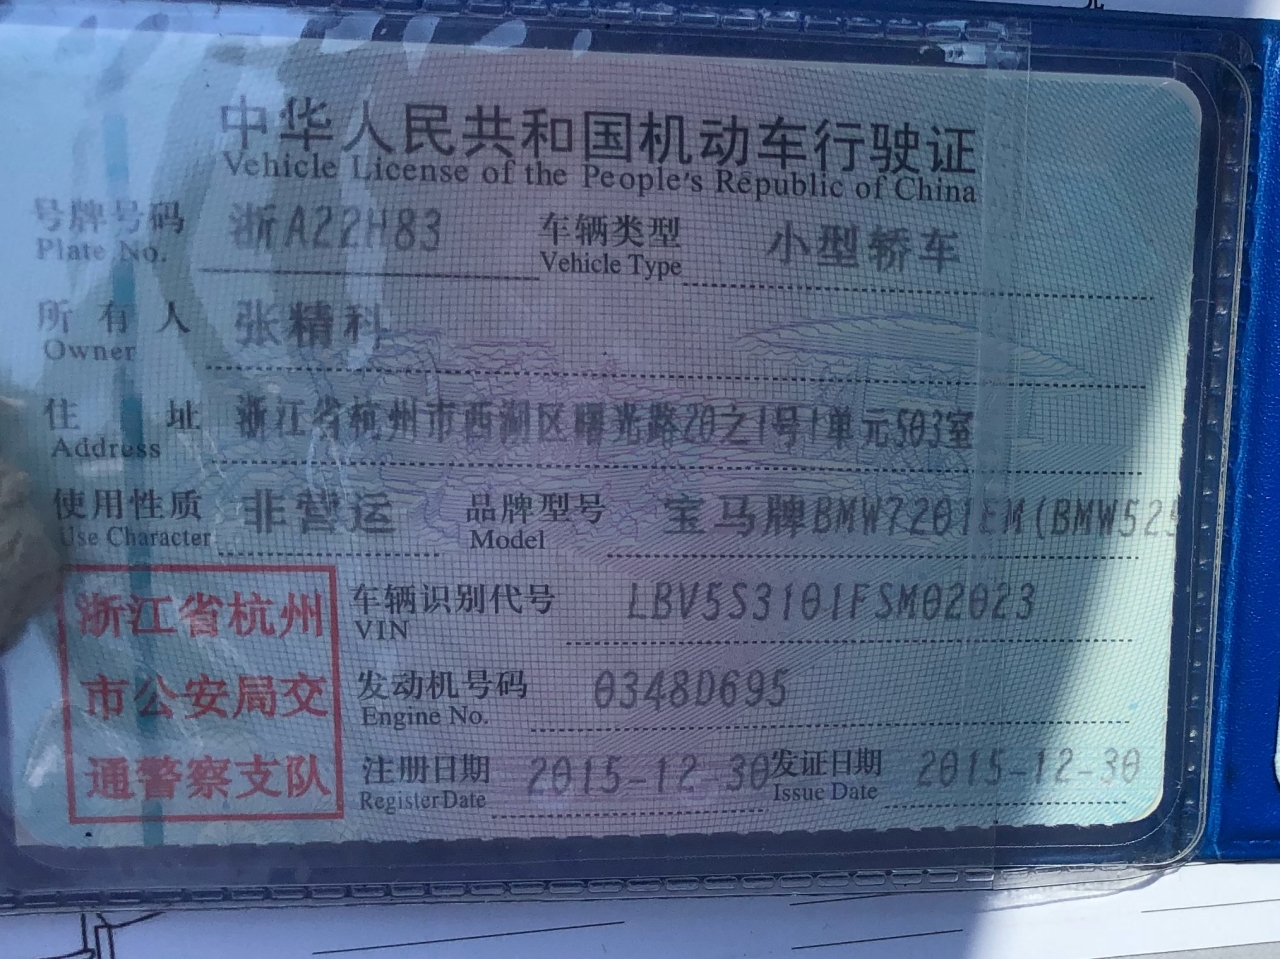 中华人民共和国机动车行驶证
Vehicle License of the People's Republic of China
号牌号码 浙A22H83 车辆类型 小型轿车
Plate No. Vehicle Type
所有人 张精科
Owner
住址 浙江省杭州市西湖区曙光路20之1号1单元503室
Address
使用性质 非营运 品牌型号 宝马牌BMW7201EM(BMW525
Use Character Model
浙江省杭州
市公安局交
通警察支队
车辆识别代号 LBV5S3101FSM02023
VIN
发动机号码 0348D695
Engine No.
注册日期 2015-12-30 发证日期 2015-12-30
Register Date Issue Date